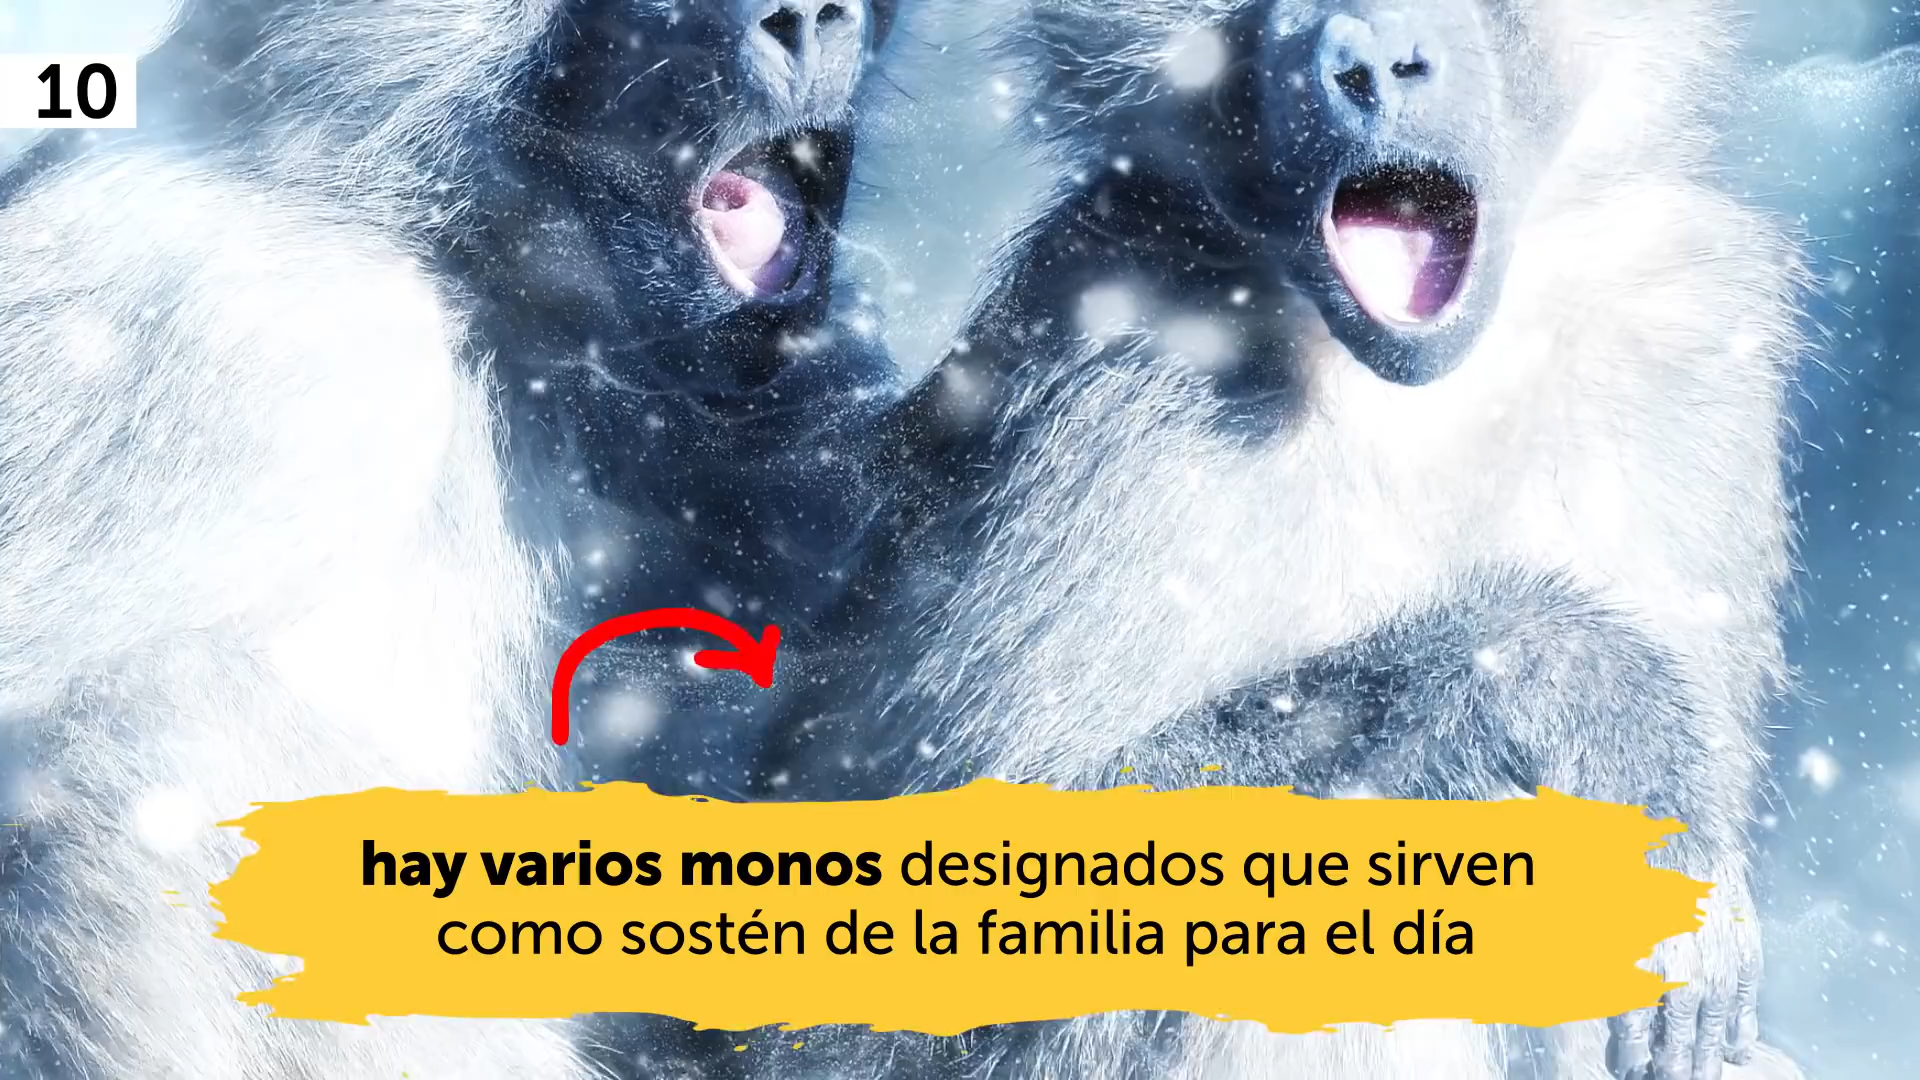 10
hay varios monos designados que sirven
como sostén de la familia para el día